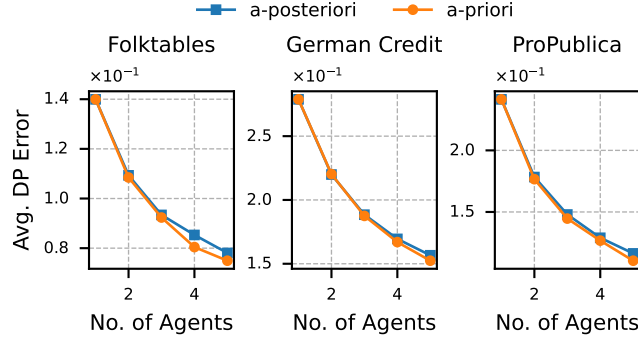 a-posteriori a-priori
Folktables German Credit ProPublica
×10⁻¹ ×10⁻¹ ×10⁻¹
Avg. DP Error
1.4
1.2
1.0
0.8
2.5
2.0
1.5
2.0
1.5
2 4 2 4 2 4
No. of Agents No. of Agents No. of Agents